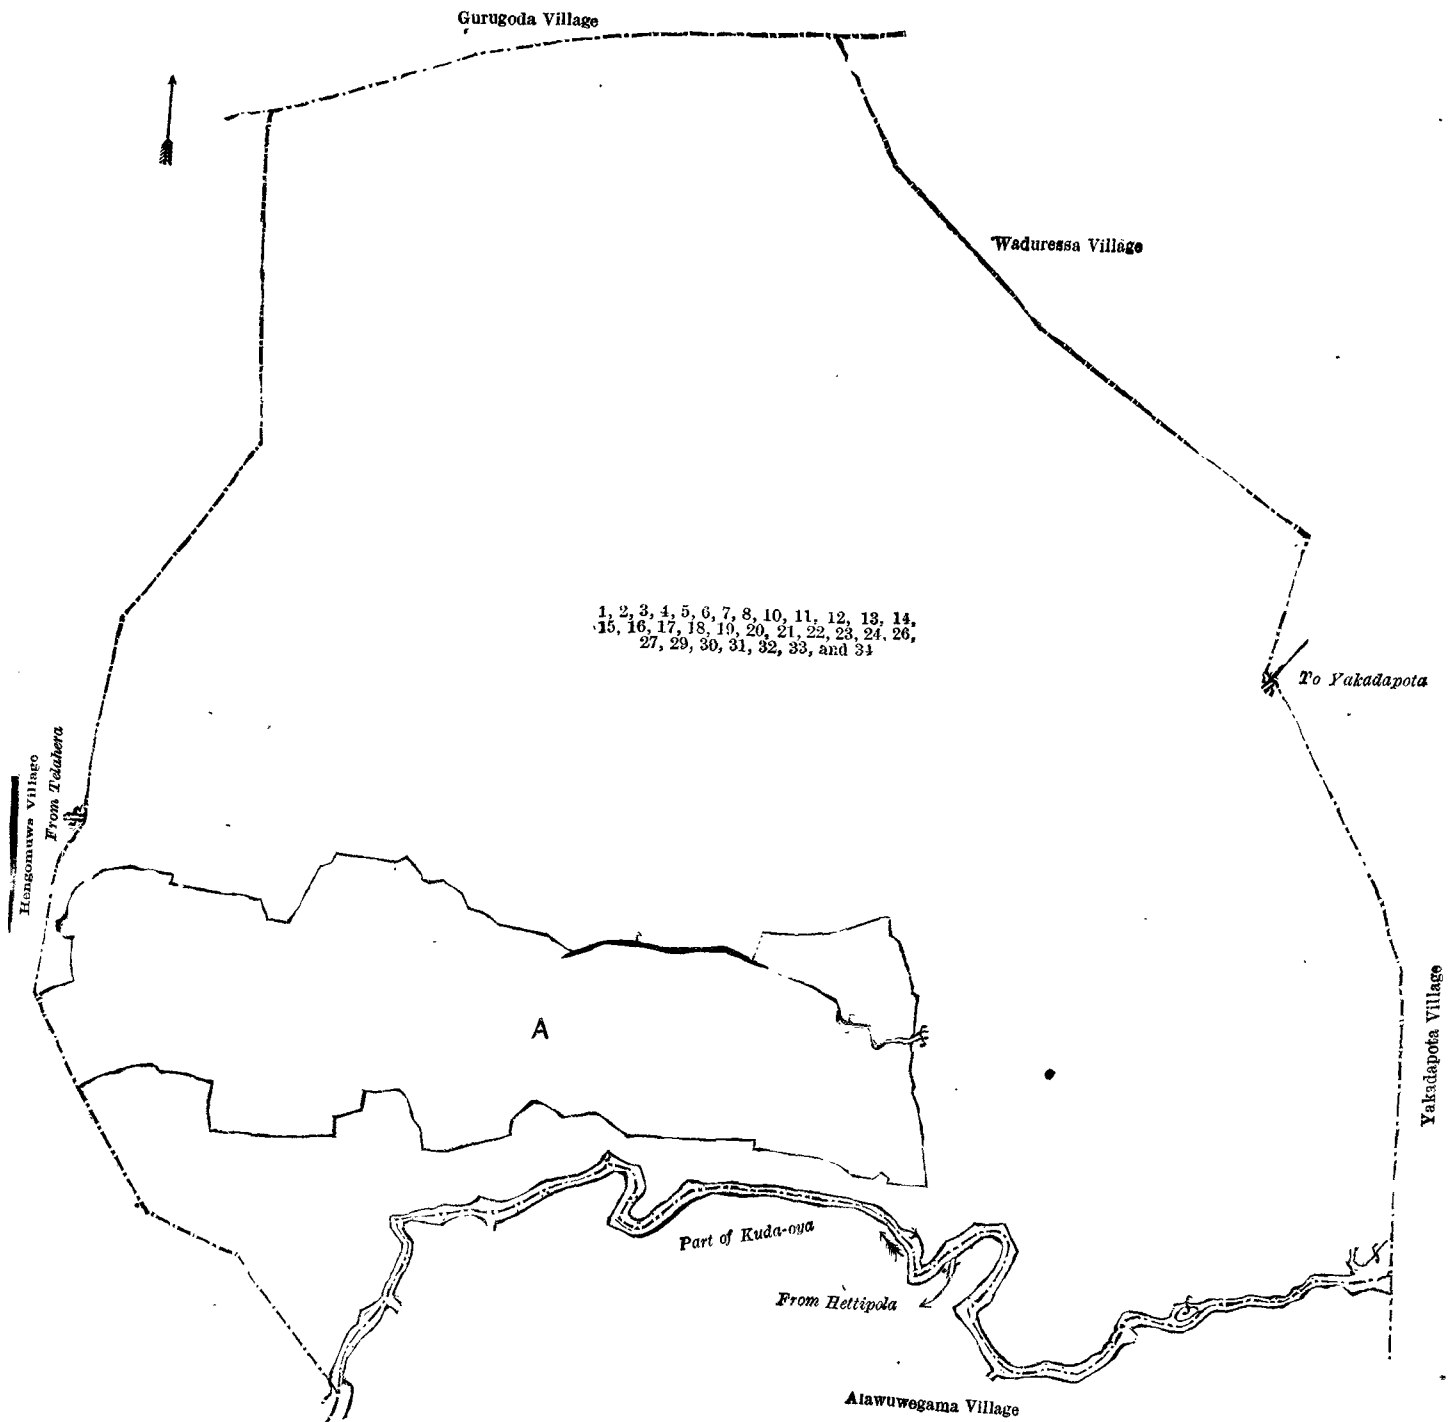 Gurugoda Village
Waduressa Village
1, 2, 3, 4, 5, 6, 7, 8, 10, 11, 12, 13, 14,
15, 16, 17, 18, 19, 20, 21, 22, 23, 24, 26,
27, 29, 30, 31, 32, 33, and 34
To Yakadapota
Hengomuwa Village
From Telahera
A
Yakadapota Village
Part of Kuda-oya
From Hettipola
Alawuwegama Village